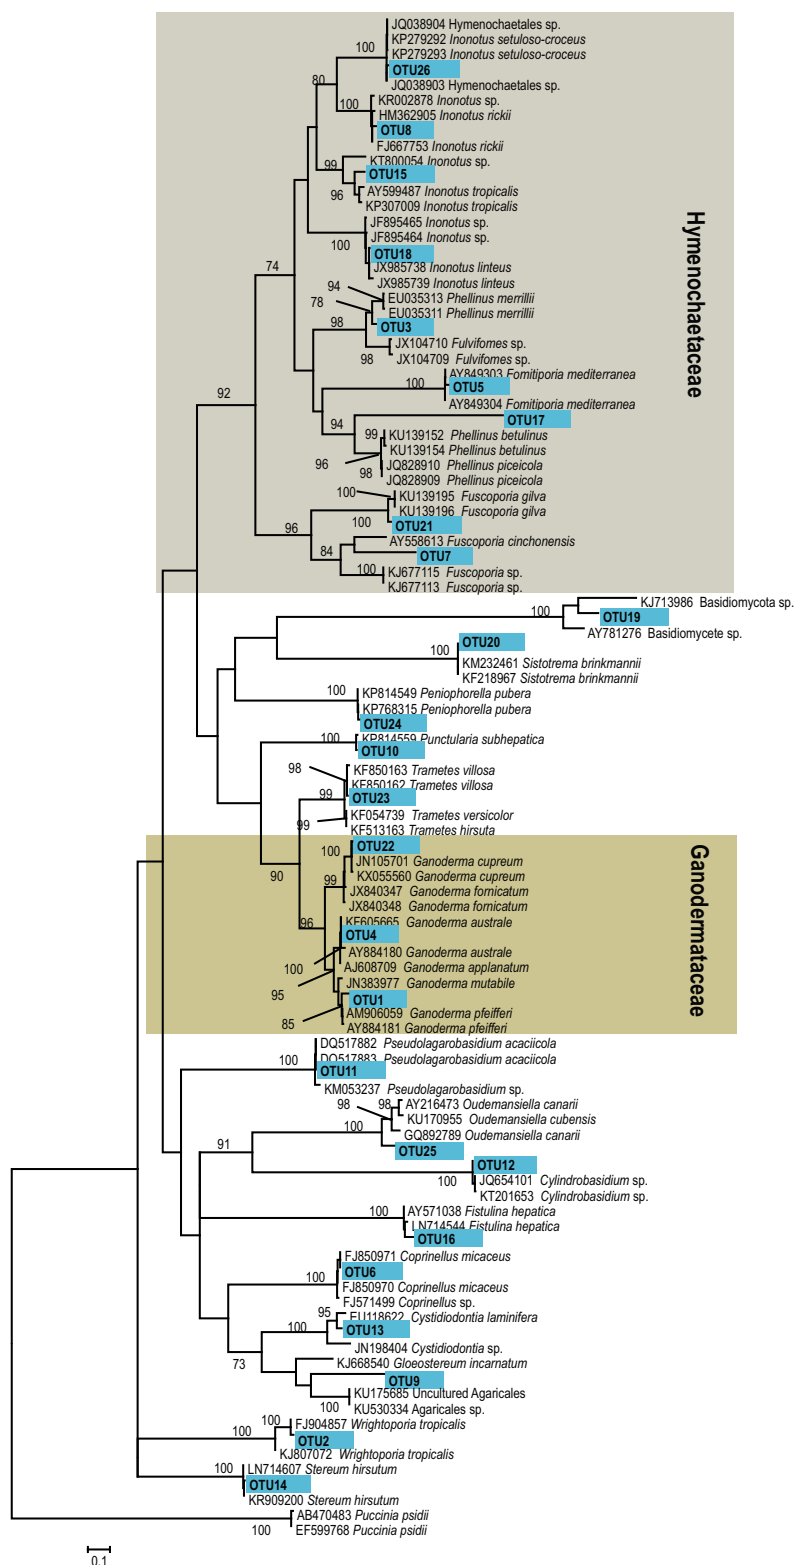 JQ038904 Hymenochaetales sp.
KP279292 Inonotus setuloso-croceus
100
KP279293 Inonotus setuloso-croceus
OTU26
80
JQ038903 Hymenochaetales sp.
KR002878 Inonotus sp.
100
HM362905 Inonotus rickii
OTU8
FJ667753 Inonotus rickii
KT800054 Inonotus sp.
99
OTU15
AY599487 Inonotus tropicalis
96
KP307009 Inonotus tropicalis
JF895465 Inonotus sp.
JF895464 Inonotus sp.
100
OTU18
JX985738 Inonotus linteus
74
JX985739 Inonotus linteus
94
EU035313 Phellinus merrillii
78
EU035311 Phellinus merrillii
98
OTU3
JX104710 Fulvifomes sp.
98
JX104709 Fulvifomes sp.
AY849303 Fomitiporia mediterranea
100
OTU5
92
AY849304 Fomitiporia mediterranea
OTU17
94
99
KU139152 Phellinus betulinus
KU139154 Phellinus betulinus
96
JQ828910 Phellinus piceicola
98
JQ828909 Phellinus piceicola
100
KU139195 Fuscoporia gilva
KU139196 Fuscoporia gilva
100
OTU21
96
AY558613 Fuscoporia cinchonensis
84
OTU7
100
KJ677115 Fuscoporia sp.
KJ677113 Fuscoporia sp.
Hymenochaetaceae
KJ713986 Basidiomycota sp.
100
OTU19
AY781276 Basidiomycete sp.
OTU20
100
KM232461 Sistotrema brinkmannii
KF218967 Sistotrema brinkmannii
100
KP814549 Peniophorella pubera
KP768315 Peniophorella pubera
OTU24
100
KP814559 Punctularia subhepatica
OTU10
98
KF850163 Trametes villosa
KF850162 Trametes villosa
99
OTU23
KF054739 Trametes versicolor
99
KF513163 Trametes hirsuta
OTU22
100
JN105701 Ganoderma cupreum
90
KX055560 Ganoderma cupreum
99
JX840347 Ganoderma fornicatum
JX840348 Ganoderma fornicatum
96
KF605665 Ganoderma australe
OTU4
AY884180 Ganoderma australe
100
AJ608709 Ganoderma applanatum
95
JN383977 Ganoderma mutabile
OTU1
AM906059 Ganoderma pfeifferi
85
AY884181 Ganoderma pfeifferi
Ganodermataceae
DQ517882 Pseudolagarobasidium acaciicola
100
DQ517883 Pseudolagarobasidium acaciicola
OTU11
KM053237 Pseudolagarobasidium sp.
98
98
AY216473 Oudemansiella canarii
KU170955 Oudemansiella cubensis
100
GQ892789 Oudemansiella canarii
91
OTU25
OTU12
100
JQ654101 Cylindrobasidium sp.
KT201653 Cylindrobasidium sp.
100
AY571038 Fistulina hepatica
LN714544 Fistulina hepatica
OTU16
FJ850971 Coprinellus micaceus
100
OTU6
FJ850970 Coprinellus micaceus
FJ571499 Coprinellus sp.
95
EU118622 Cystidiodontia laminifera
100
OTU13
JN198404 Cystidiodontia sp.
73
KJ668540 Gloeostereum incarnatum
OTU9
KU175685 Uncultured Agaricales
100
KU530334 Agaricales sp.
100
FJ904857 Wrightoporia tropicalis
100
OTU2
KJ807072 Wrightoporia tropicalis
100
LN714607 Stereum hirsutum
OTU14
KR909200 Stereum hirsutum
AB470483 Puccinia psidii
100
EF599768 Puccinia psidii
0.1